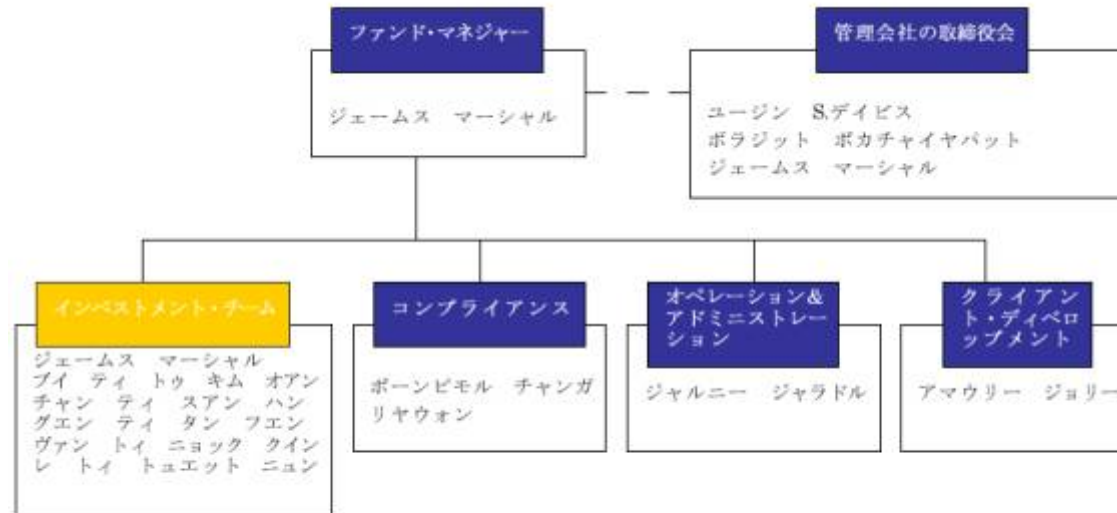 ファンド・マネジャー
ジェームス　マーシャル
管理会社の取締役会
ユージン　S.デイビス
ボラジット　ボカチャイヤパット
ジェームス　マーシャル
インベストメント・チーム
ジェームス　マーシャル
ブイ　ティ　トゥ　キム　オアン
チャン　ティ　スアン　ハン
グエン　ティ　タン　フエン
ヴァン　トィ　ニョック　クイン
レ　トィ　トュエット　ニュン
コンプライアンス
ポーンピモル　チャンガ
リヤウォン
オペレーション&
アドミニストレー
ション
ジャルニー　ジャラドル
クライアン
ト・ディベロ
ップメント
アマウリー　ジョリー